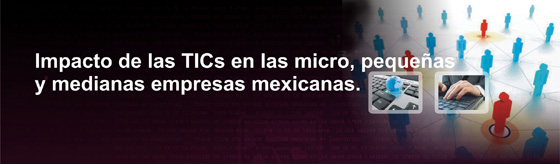 Impacto de las TICs en las micro, pequeñas
y medianas empresas mexicanas.